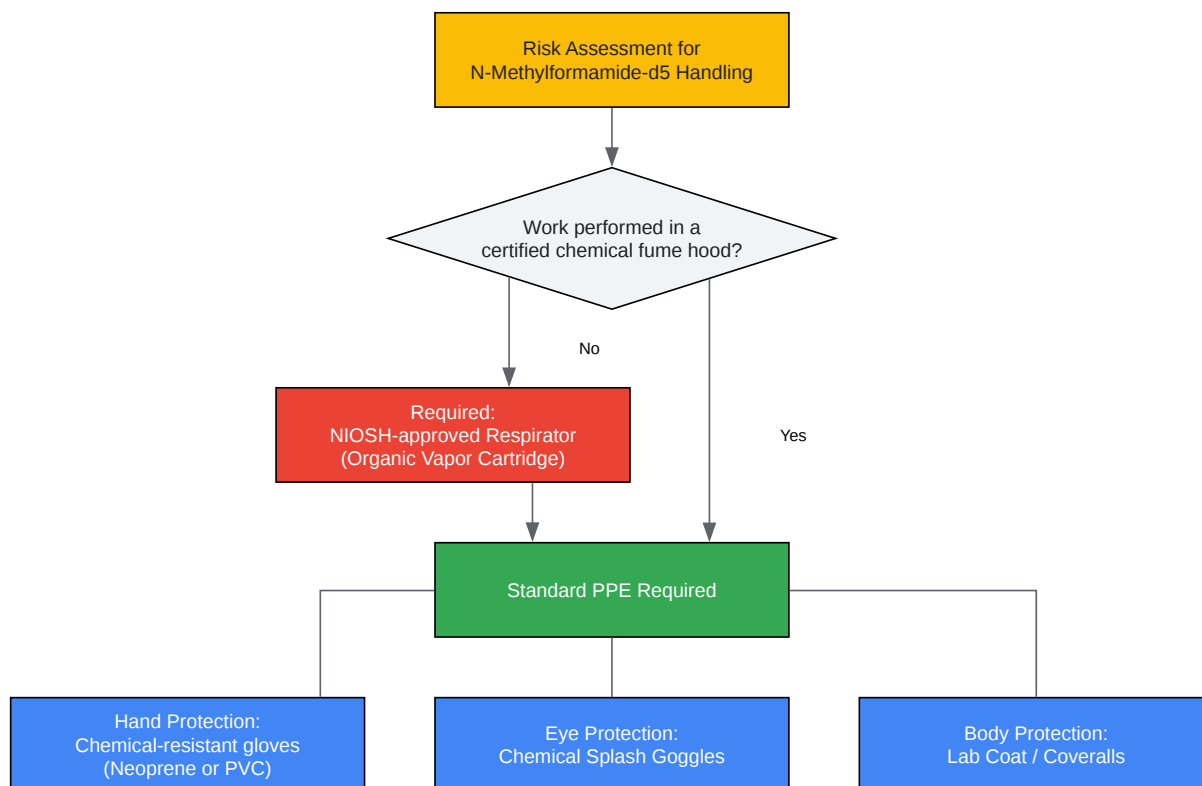 Risk Assessment for
N-Methylformamide-d5 Handling
Work performed in a
certified chemical fume hood?
No
Required:
NIOSH-approved Respirator
(Organic Vapor Cartridge)
Yes
Standard PPE Required
Hand Protection:
Chemical-resistant gloves
(Neoprene or PVC)
Eye Protection:
Chemical Splash Goggles
Body Protection:
Lab Coat / Coveralls